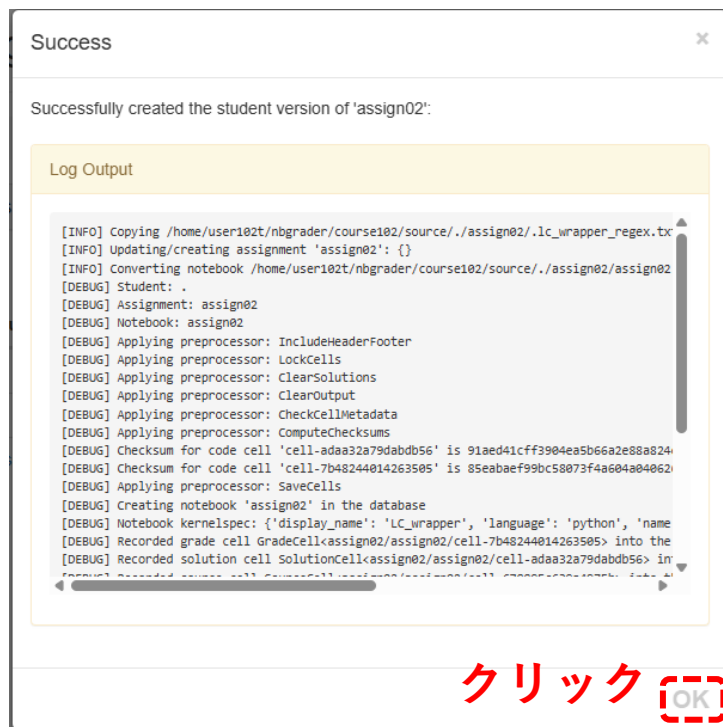 Success
×
Successfully created the student version of 'assign02':
Log Output
[INFO] Copying /home/user102t/nbgrader/course102/source/./assign02/.lc_wrapper_regex.tx
[INFO] Updating/creating assignment 'assign02': {}
[INFO] Converting notebook /home/user102t/nbgrader/course102/source/./assign02/assign02
[DEBUG] Student: .
[DEBUG] Assignment: assign02
[DEBUG] Notebook: assign02
[DEBUG] Applying preprocessor: IncludeHeaderFooter
[DEBUG] Applying preprocessor: LockCells
[DEBUG] Applying preprocessor: ClearSolutions
[DEBUG] Applying preprocessor: ClearOutput
[DEBUG] Applying preprocessor: CheckCellMetadata
[DEBUG] Applying preprocessor: ComputeChecksums
[DEBUG] Checksum for code cell 'cell-adaa32a79dabdb56' is 91aed41cff3904ea5b66a2e88a824
[DEBUG] Checksum for code cell 'cell-7b48244014263505' is 85eabaef99bc58073f4a604a04062
[DEBUG] Applying preprocessor: SaveCells
[DEBUG] Creating notebook 'assign02' in the database
[DEBUG] Notebook kernelspec: {'display_name': 'LC_wrapper', 'language': 'python', 'name
[DEBUG] Recorded grade cell GradeCell<assign02/assign02/cell-7b48244014263505> into the
[DEBUG] Recorded solution cell SolutionCell<assign02/assign02/cell-adaa32a79dabdb56> in
クリック
OK